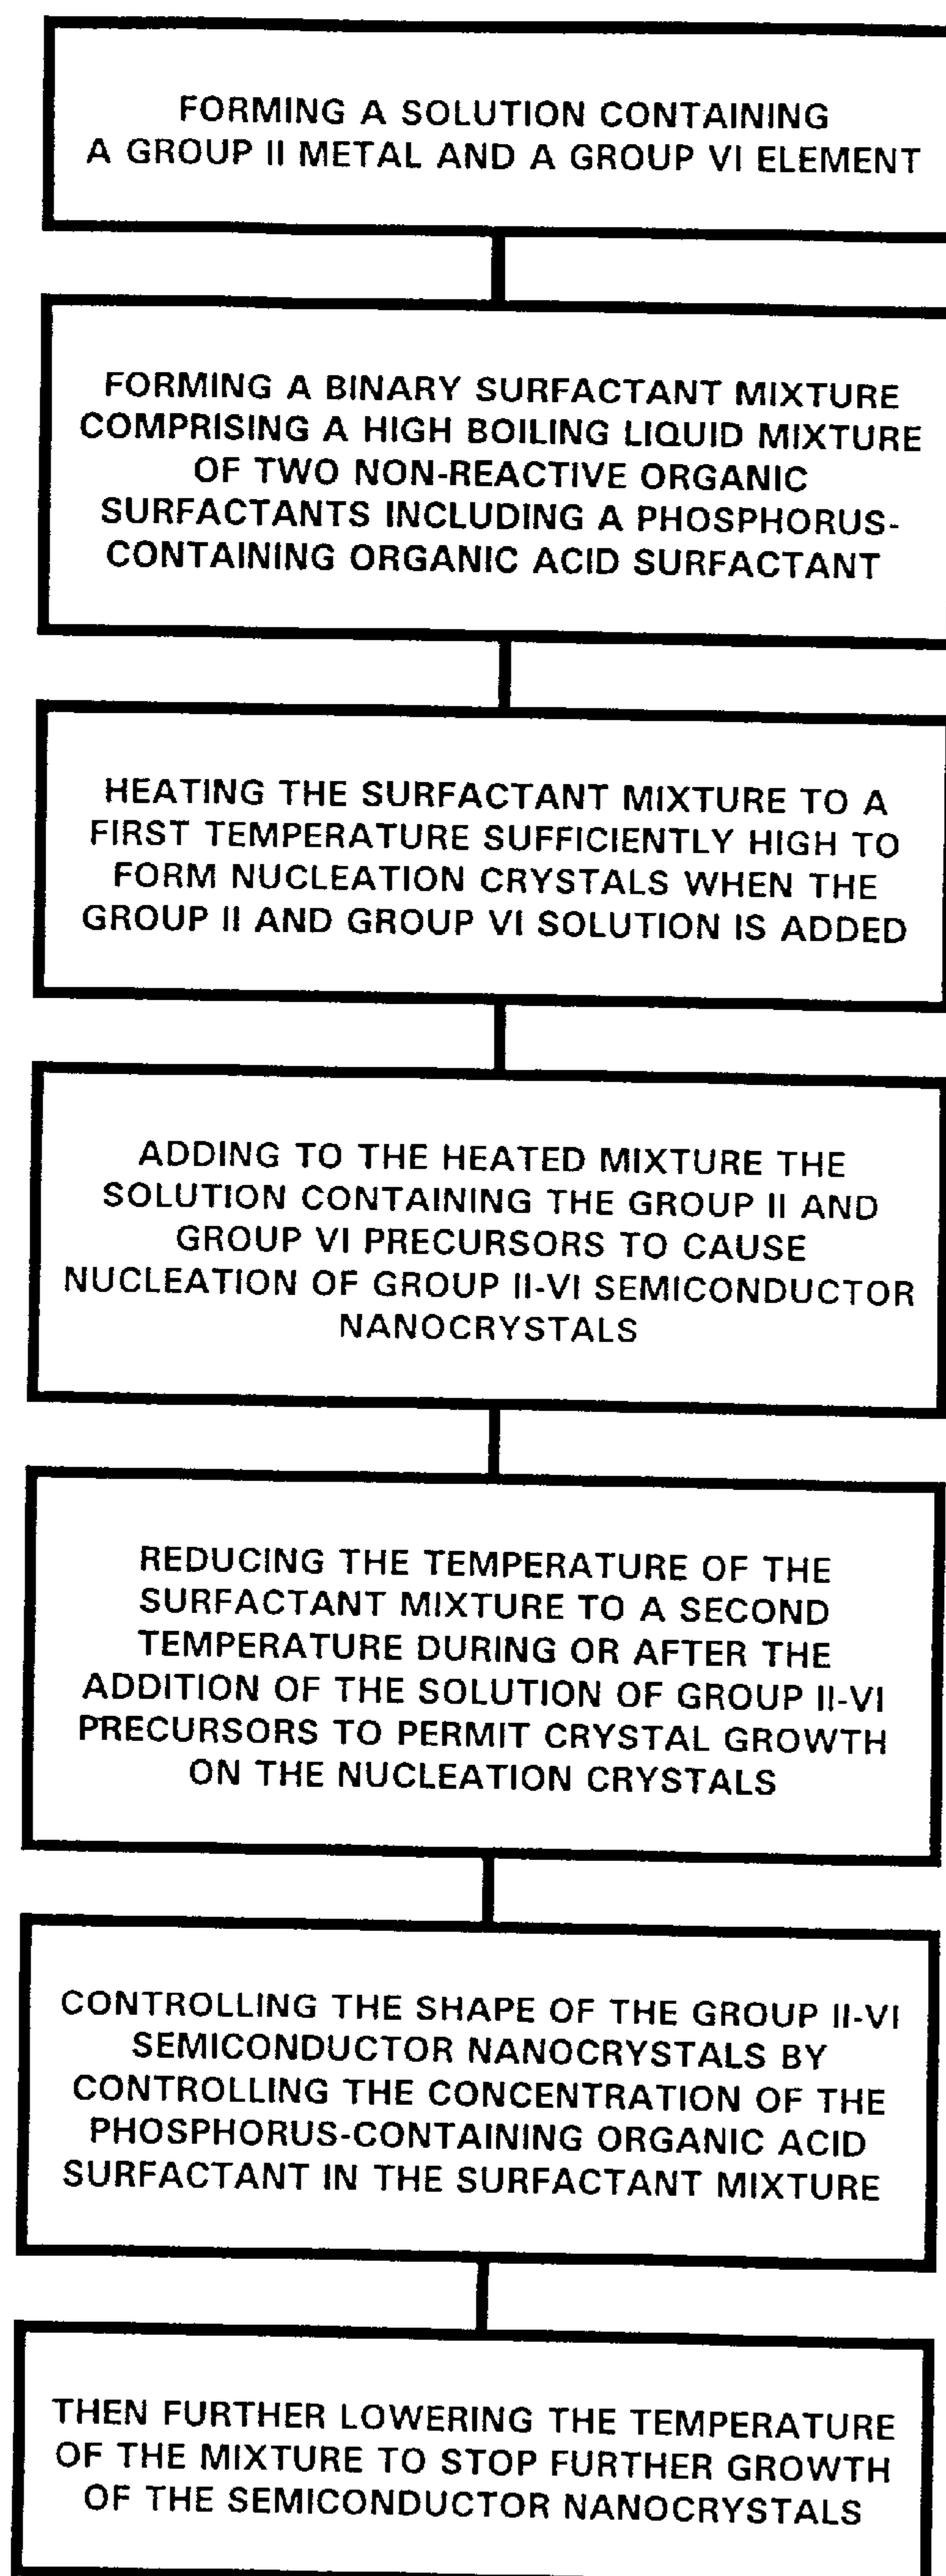 FORMING A SOLUTION CONTAINING
A GROUP II METAL AND A GROUP VI ELEMENT
FORMING A BINARY SURFACTANT MIXTURE
COMPRISING A HIGH BOILING LIQUID MIXTURE
OF TWO NON-REACTIVE ORGANIC
SURFACTANTS INCLUDING A PHOSPHORUS-
CONTAINING ORGANIC ACID SURFACTANT
HEATING THE SURFACTANT MIXTURE TO A
FIRST TEMPERATURE SUFFICIENTLY HIGH TO
FORM NUCLEATION CRYSTALS WHEN THE
GROUP II AND GROUP VI SOLUTION IS ADDED
ADDING TO THE HEATED MIXTURE THE
SOLUTION CONTAINING THE GROUP II AND
GROUP VI PRECURSORS TO CAUSE
NUCLEATION OF GROUP II-VI SEMICONDUCTOR
NANOCRYSTALS
REDUCING THE TEMPERATURE OF THE
SURFACTANT MIXTURE TO A SECOND
TEMPERATURE DURING OR AFTER THE
ADDITION OF THE SOLUTION OF GROUP II-VI
PRECURSORS TO PERMIT CRYSTAL GROWTH
ON THE NUCLEATION CRYSTALS
CONTROLLING THE SHAPE OF THE GROUP II-VI
SEMICONDUCTOR NANOCRYSTALS BY
CONTROLLING THE CONCENTRATION OF THE
PHOSPHORUS-CONTAINING ORGANIC ACID
SURFACTANT IN THE SURFACTANT MIXTURE
THEN FURTHER LOWERING THE TEMPERATURE
OF THE MIXTURE TO STOP FURTHER GROWTH
OF THE SEMICONDUCTOR NANOCRYSTALS